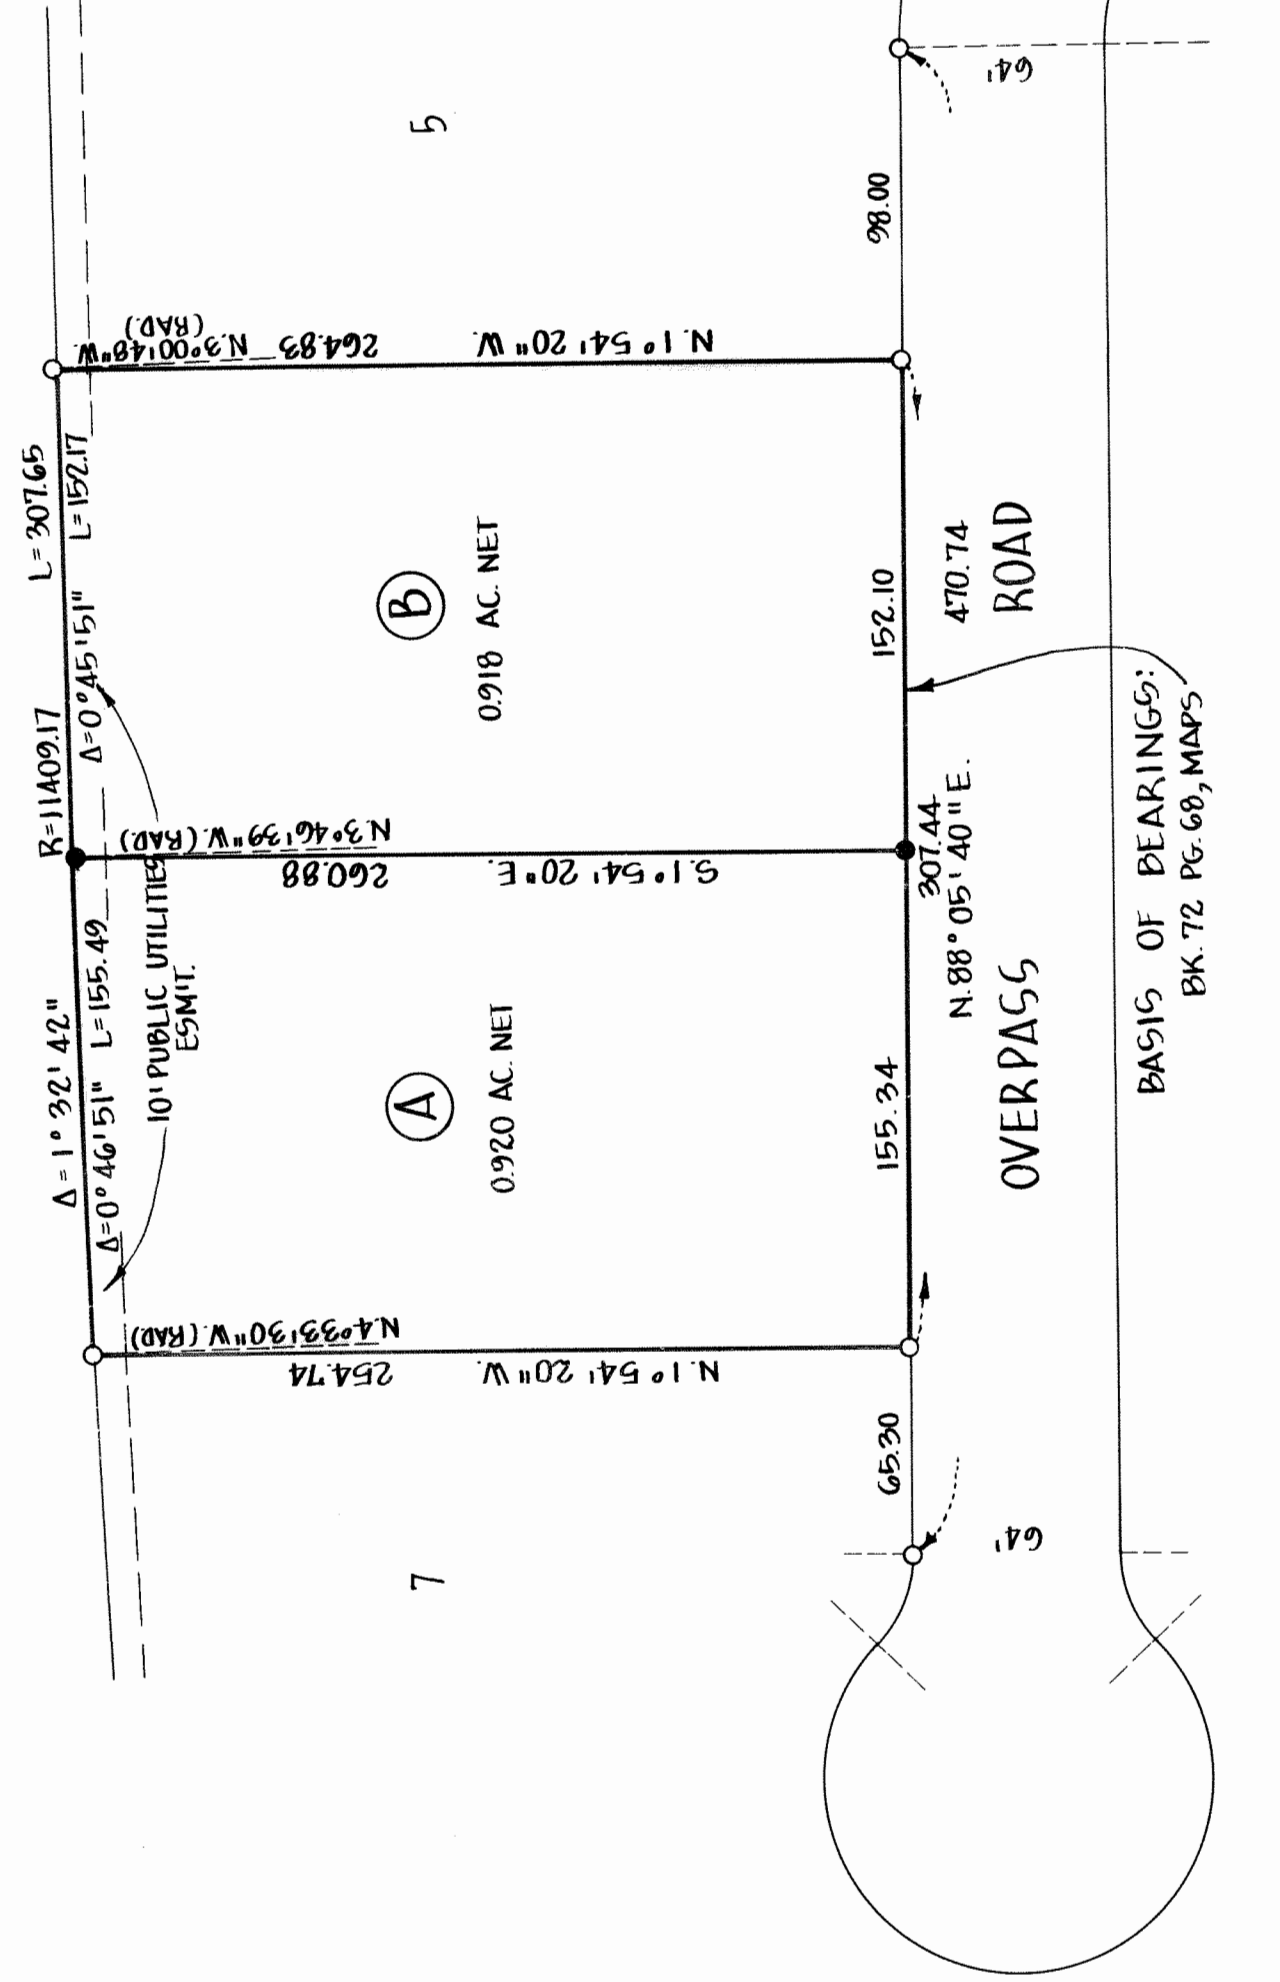 Δ = 1° 32' 42"
R=11409.17
L=307.65
Δ=0° 46'51"
L=155.49
Δ=0° 45'51"
L=152.17
10' PUBLIC UTILITIES
ESM'T.
N.4°33'30"W. (RAD.)
254.74
N. 1° 54' 20" W.
N.3°46'39"W. (RAD.)
260.88
S. 1° 54' 20" E.
N.3°00'48"W.
(RAD.)
264.83
N. 1° 54' 20" W.
7
A
0.920 AC. NET
B
0.918 AC. NET
5
65.30
155.34
152.10
98.00
307.44
N.88° 05' 40" E.
470.74
64'
OVERPASS ROAD
64'
BASIS OF BEARINGS:
BK. 72 PG. 68, MAPS